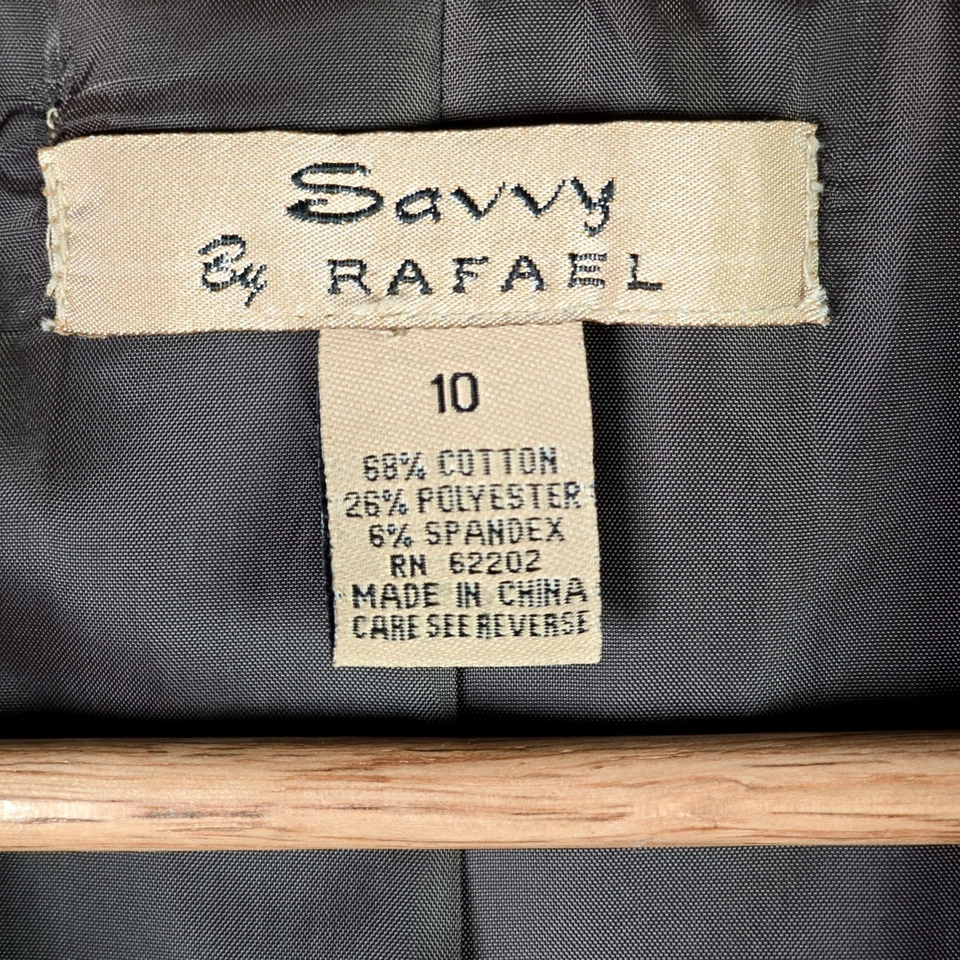 Savvy
By RAFAEL
10
68% COTTON
26% POLYESTER
6% SPANDEX
RN 62202
MADE IN CHINA
CARE SEE REVERSE